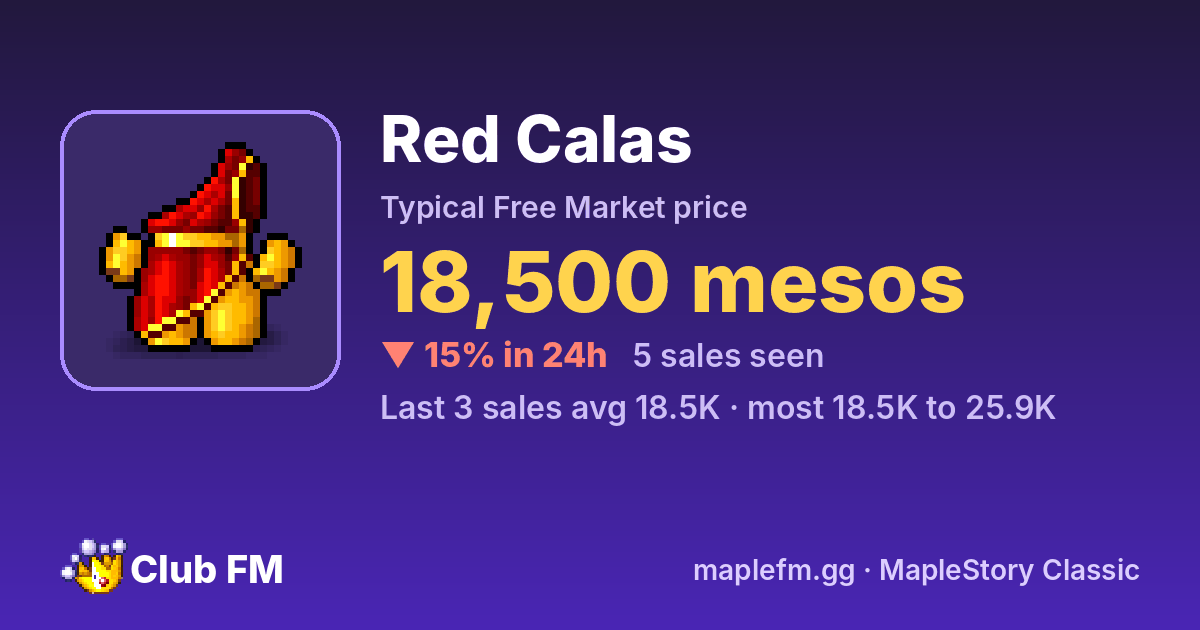 Red Calas
Typical Free Market price
18,500 mesos
▼ 15% in 24h 5 sales seen
Last 3 sales avg 18.5K · most 18.5K to 25.9K
Club FM
maplefm.gg · MapleStory Classic